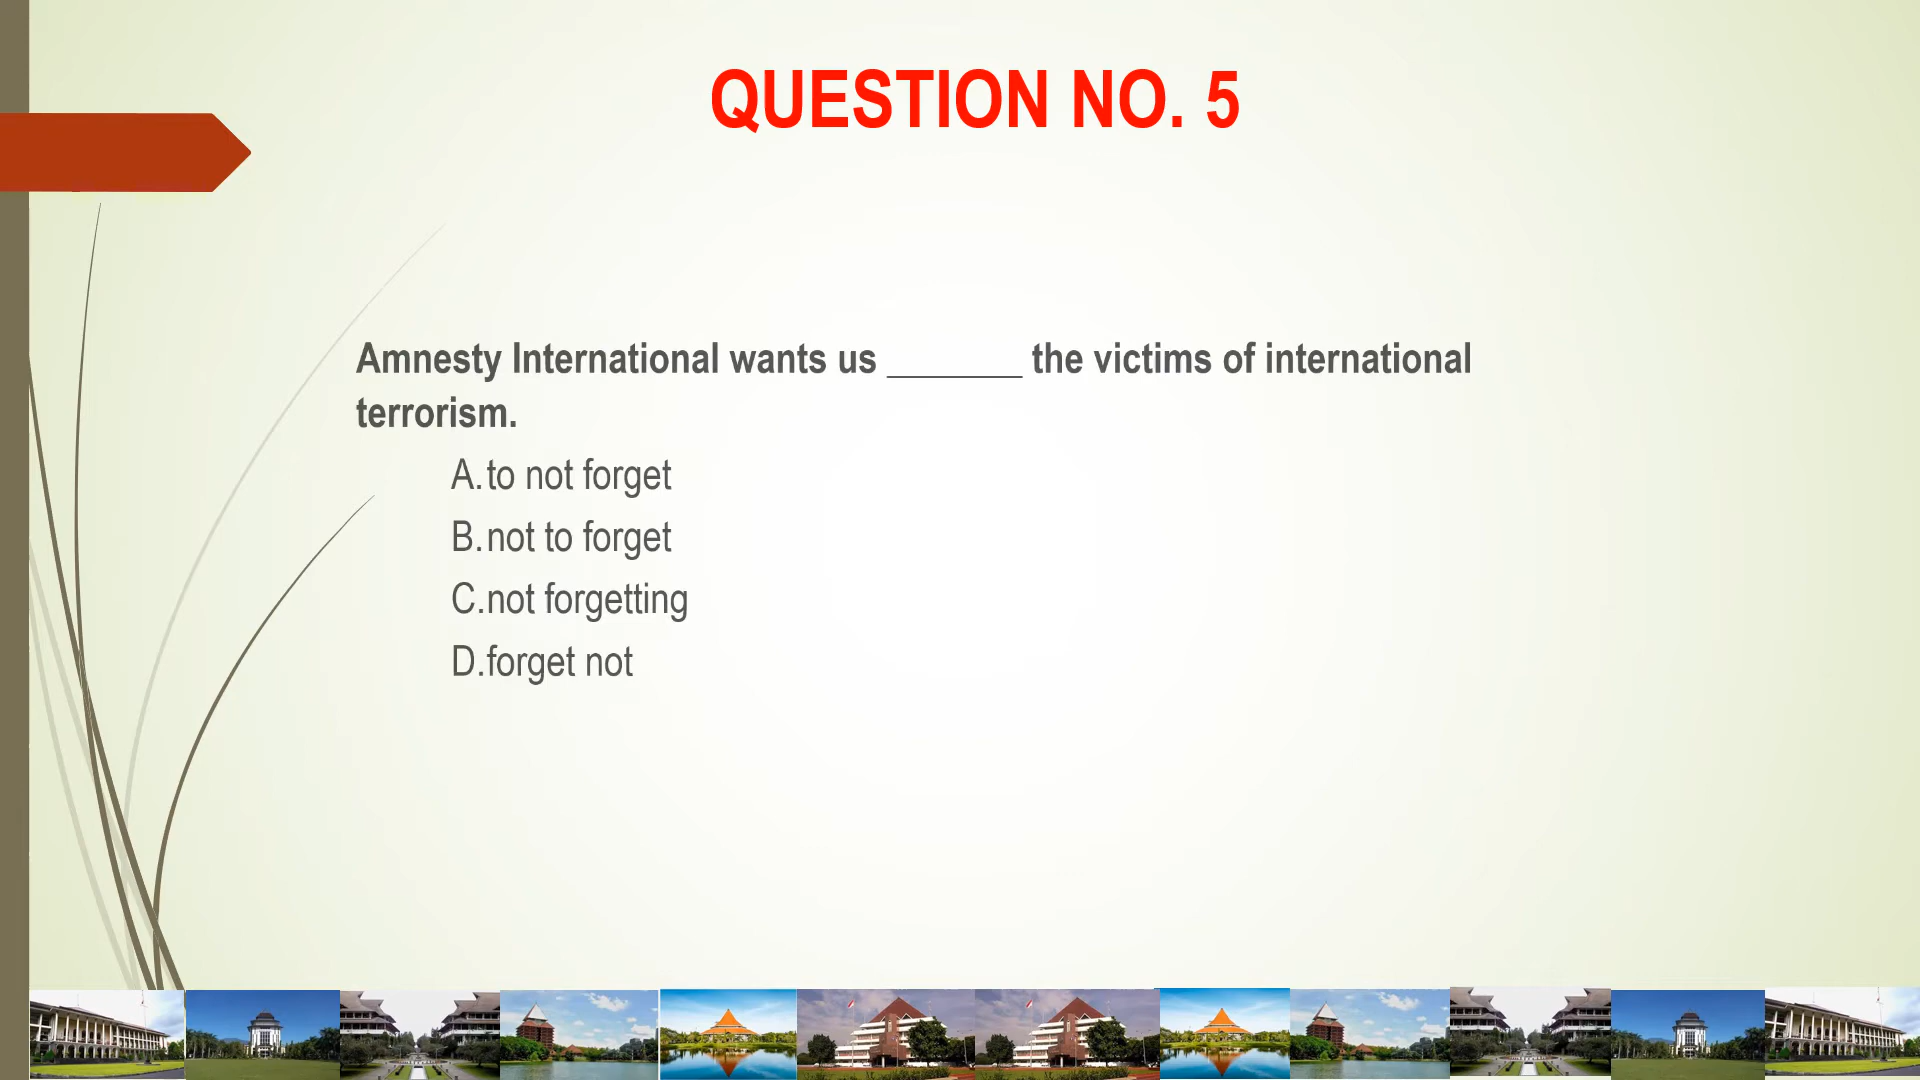 QUESTION NO. 5
Amnesty International wants us ________ the victims of international
terrorism.
A.to not forget
B.not to forget
C.not forgetting
D.forget not